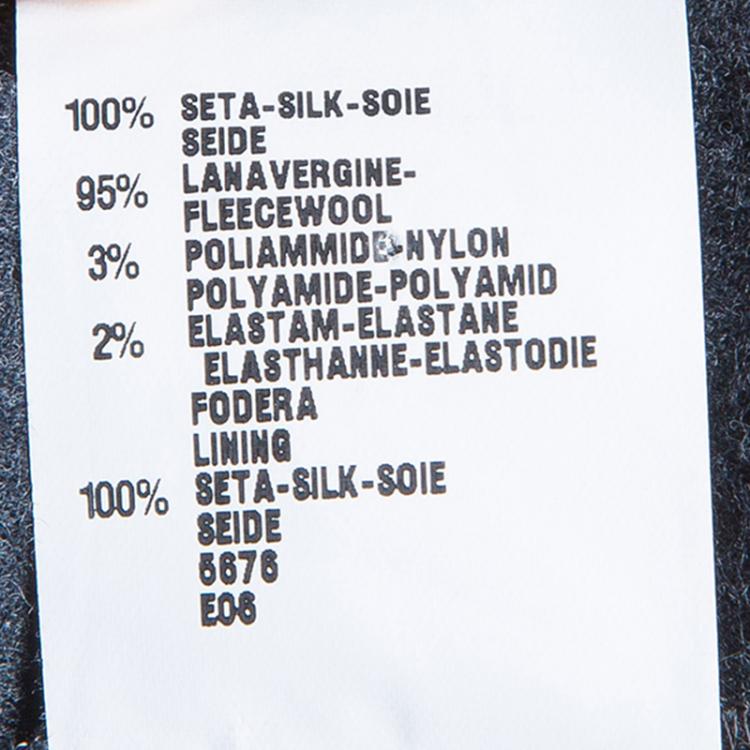 100% SETA-SILK-SOIE
SEIDE
95% LANAVERGINE-
FLEECEWOOL
3% POLIAMMIDE-NYLON
POLYAMIDE-POLYAMID
2% ELASTAM-ELASTANE
ELASTHANNE-ELASTODIE
FODERA
LINING
100% SETA-SILK-SOIE
SEIDE
5676
E06